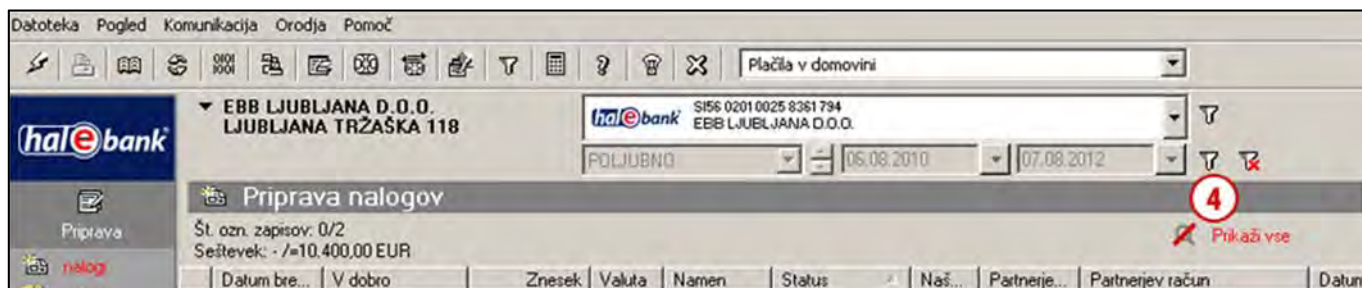 Datoteka Pogled Komunikacija Orodja Pomoč
Plačila v domovini
hal e bank
EBB LJUBLJANA D.O.O.
LJUBLJANA TRŽAŠKA 118
hal e bank
SI56 0201 0025 8361 794
EBB LJUBLJANA D.O.O.
POLJUBNO 06.08.2010 07.08.2012
Priprava
Priprava nalogov
4
Št. ozn. zapisov: 0/2
Prikaži vse
Seštevek: - /=10.400,00 EUR
nalogi
Datum bre... V dobro Znesek Valuta Namen Status Naš... Partnerje... Partnerjev račun Datum